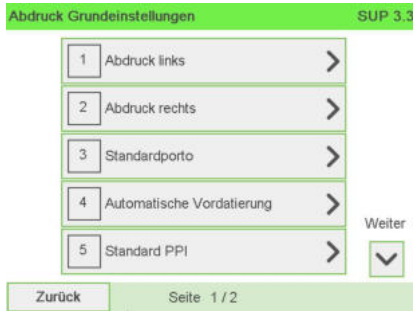 Abdruck Grundeinstellungen SUP 3.3
1 Abdruck links
2 Abdruck rechts
3 Standardporto
4 Automatische Vordatierung
5 Standard PPI
Weiter
Zurück Seite 1 / 2